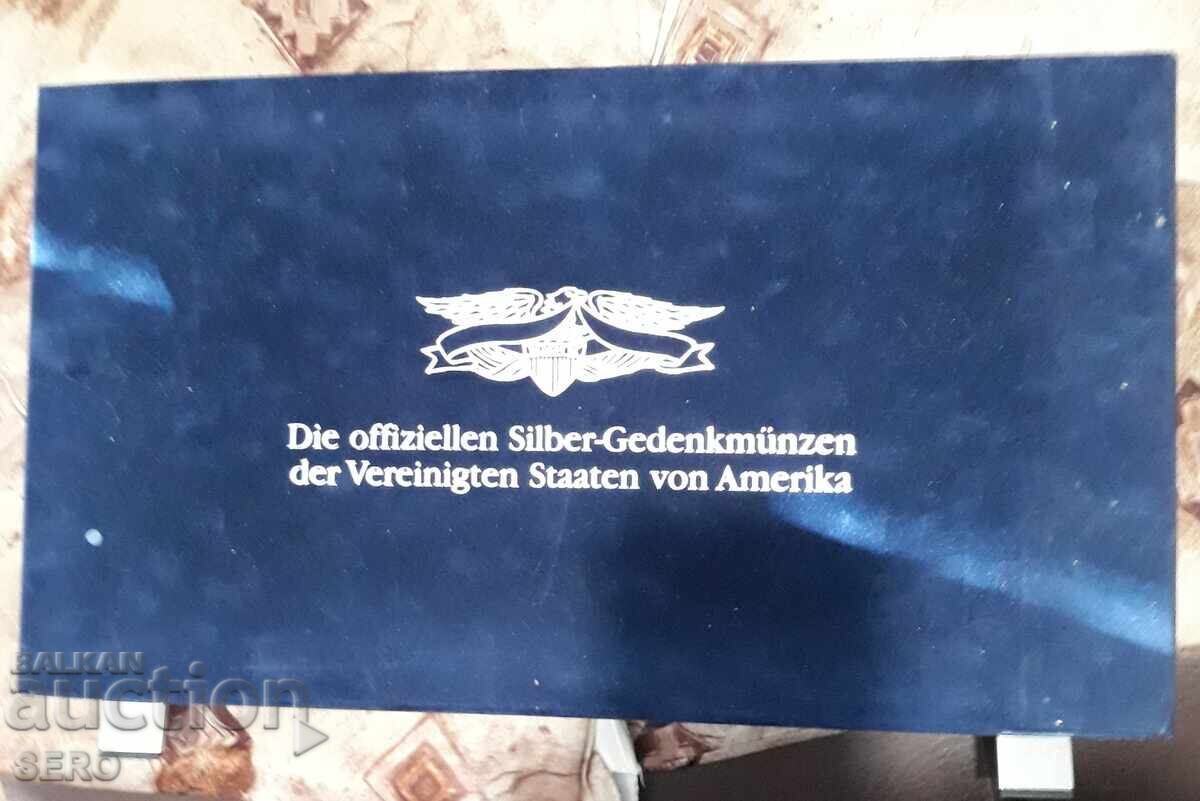 Die offiziellen Silber-Gedenkmünzen
der Vereinigten Staaten von Amerika
BALKAN
auction
SERO